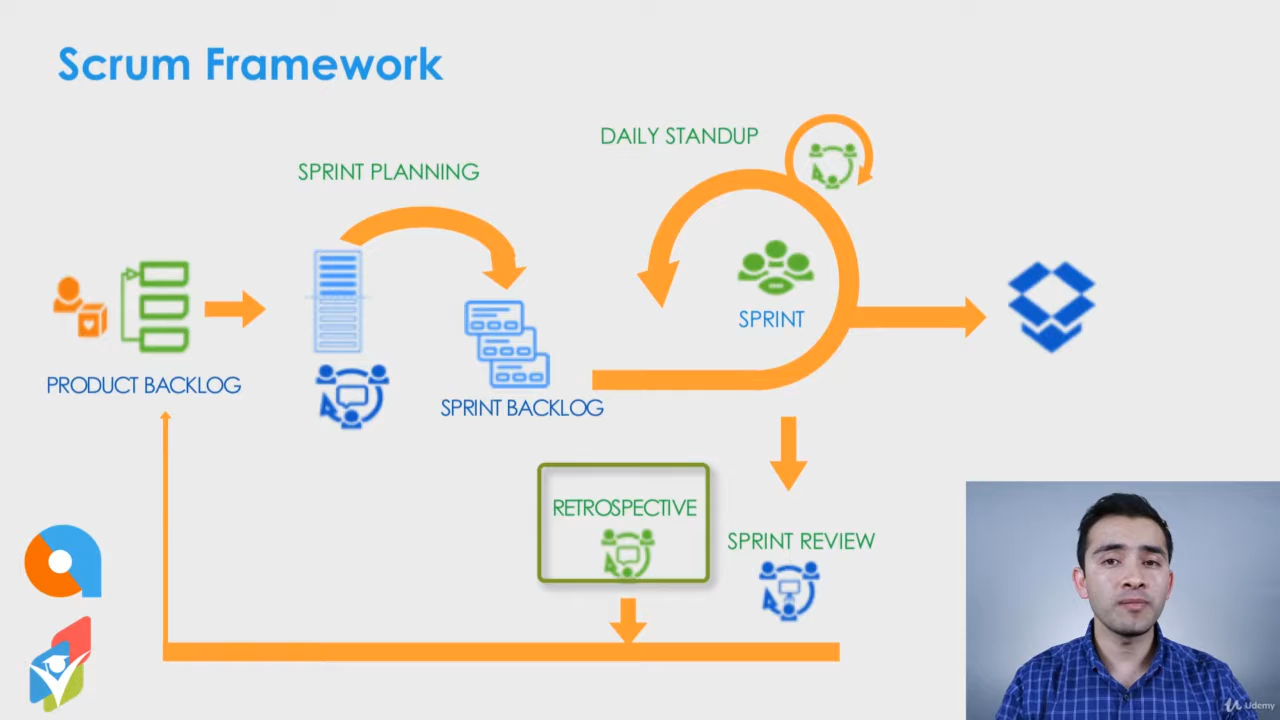 Scrum Framework
DAILY STANDUP
SPRINT PLANNING
SPRINT
PRODUCT BACKLOG
SPRINT BACKLOG
RETROSPECTIVE
SPRINT REVIEW
Udemy